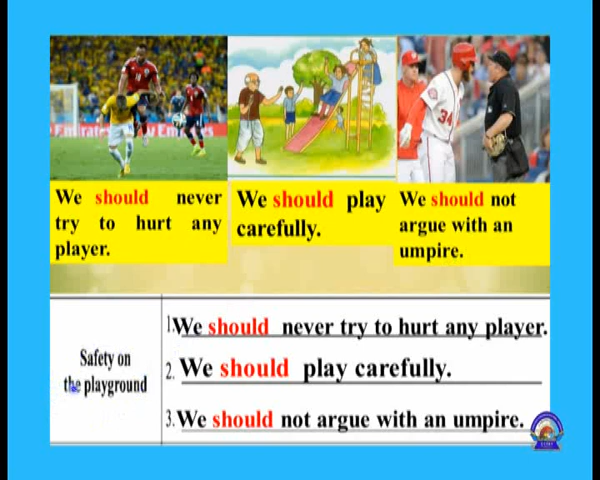 We should never
try to hurt any
player.
We should play
carefully.
We should not
argue with an
umpire.
Safety on
the playground
1. We should never try to hurt any player.
2. We should play carefully.
3. We should not argue with an umpire.
34